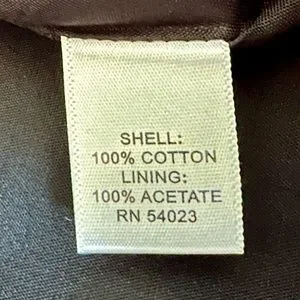 SHELL:
100% COTTON
LINING:
100% ACETATE
RN 54023